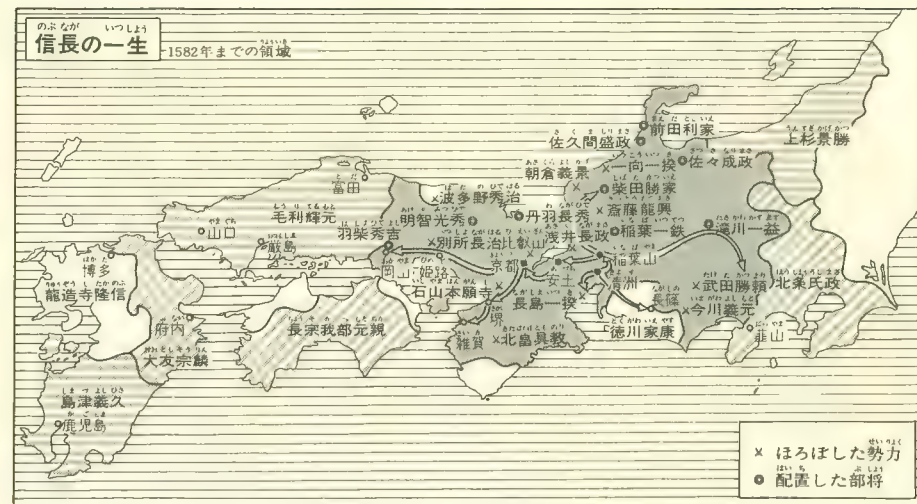 信長の一生
1582年までの領域
前田利家
佐久間盛政
上杉景勝
一向一揆
佐々成政
朝倉義景
富田
波多野秀治
柴田勝家
斎藤龍興
毛利輝元
明智光秀
丹羽長秀
山口
羽柴秀吉
浅井長政
稲葉一鉄
滝川一益
厳島
別所長治
比叡山
稲葉山
博多
岡山
姫路
京都
安土
清洲
武田勝頼
北条氏政
龍造寺隆信
石山本願寺
長島一揆
長篠
今川義元
府内
長宗我部元親
堺
徳川家康
韮山
大友宗麟
雑賀
北畠具教
島津義久
鹿児島
× ほろぼした勢力
◎ 配置した部将